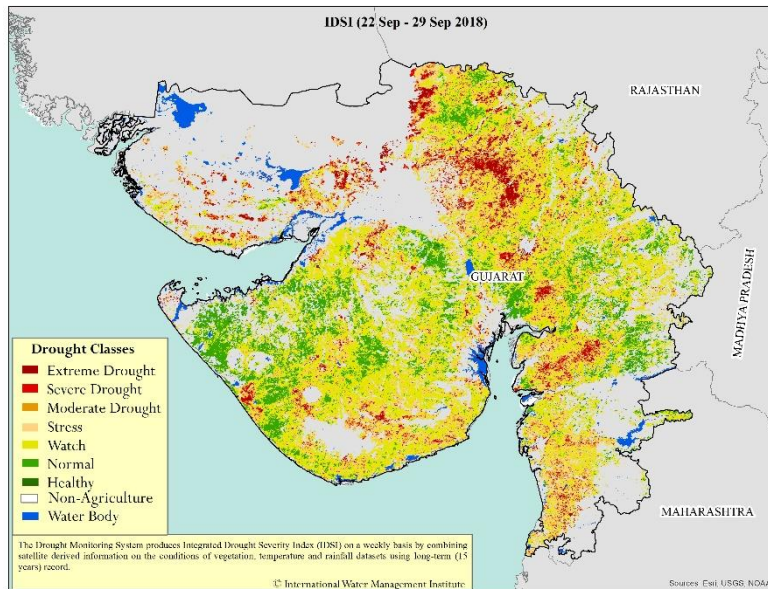 IDSI (22 Sep - 29 Sep 2018)
RAJASTHAN
GUJARAT
MADHYA PRADESH
MAHARASHTRA
Drought Classes
Extreme Drought
Severe Drought
Moderate Drought
Stress
Watch
Normal
Healthy
Non-Agriculture
Water Body
The Drought Monitoring System produces Integrated Drought Severity Index (IDSI) on a weekly basis by combining
satellite derived information on the conditions of vegetation, temperature and rainfall datasets using long-term (15
years) record.
© International Water Management Institute
Sources: Esri, USGS, NOAA